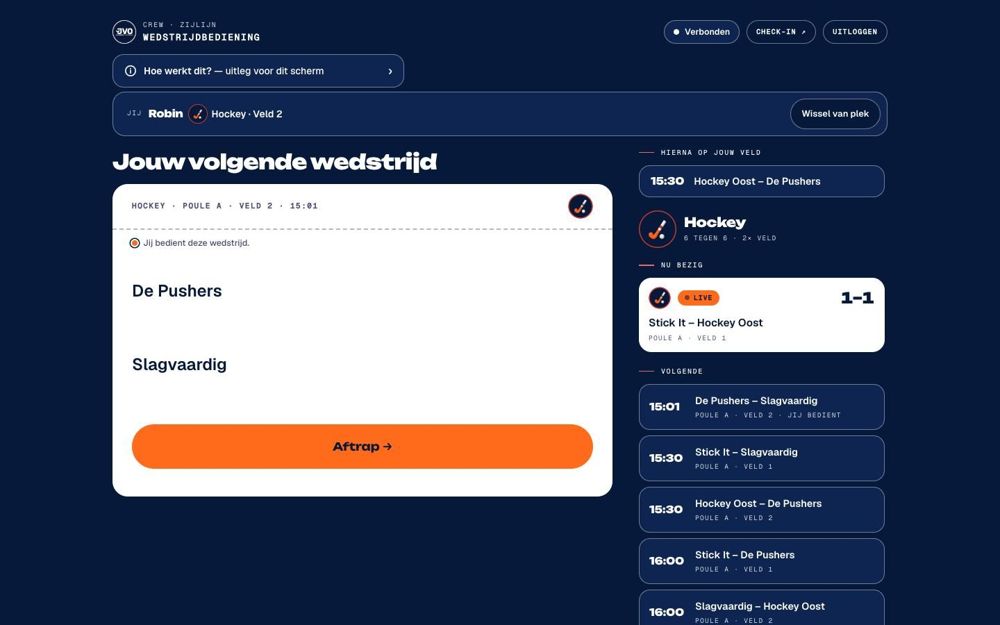 JVO
CREW · ZIJLIJN
WEDSTRIJDBEDIENING
Verbonden
CHECK-IN ↗
UITLOGGEN
Hoe werkt dit? — uitleg voor dit scherm
JIJ Robin Hockey · Veld 2
Wissel van plek
Jouw volgende wedstrijd
HOCKEY · POULE A · VELD 2 · 15:01
Jij bedient deze wedstrijd.
De Pushers
Slagvaardig
Aftrap →
HIERNA OP JOUW VELD
15:30 Hockey Oost – De Pushers
Hockey
6 TEGEN 6 · 2× VELD
NU BEZIG
LIVE
1–1
Stick It – Hockey Oost
POULE A · VELD 1
VOLGENDE
15:01 De Pushers – Slagvaardig
POULE A · VELD 2 · JIJ BEDIENT
15:30 Stick It – Slagvaardig
POULE A · VELD 1
15:30 Hockey Oost – De Pushers
POULE A · VELD 2
16:00 Stick It – De Pushers
POULE A · VELD 1
16:00 Slagvaardig – Hockey Oost
POULE A · VELD 2